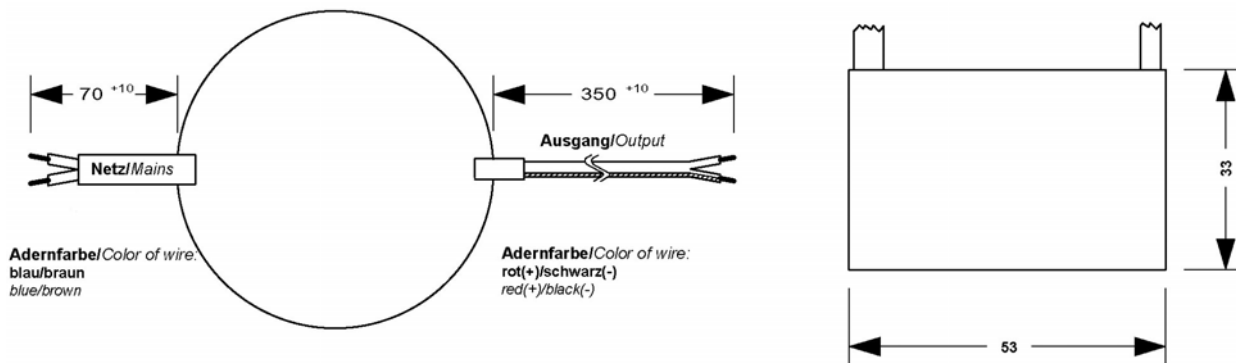 70 +10
350 +10
Ausgang/Output
Netz/Mains
Adernfarbe/Color of wire:
blau/braun
blue/brown
Adernfarbe/Color of wire:
rot(+)/schwarz(-)
red(+)/black(-)
33
53